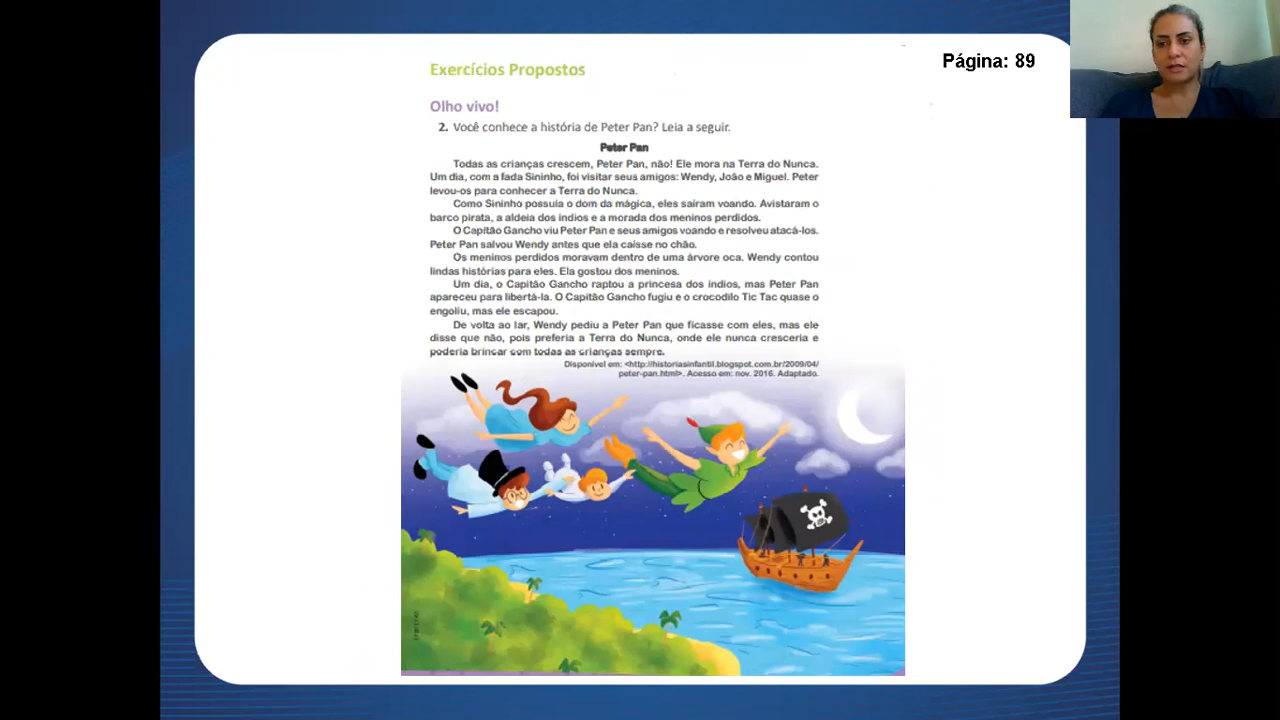 Página: 89
Exercícios Propostos
Olho vivo!
2. Você conhece a história de Peter Pan? Leia a seguir.
Peter Pan
Todas as crianças crescem, Peter Pan, não! Ele mora na Terra do Nunca.
Um dia, com a fada Sininho, foi visitar seus amigos: Wendy, João e Miguel. Peter
levou-os para conhecer a Terra do Nunca.
Como Sininho possuía o dom da mágica, eles saíram voando. Avistaram o
barco pirata, a aldeia dos índios e a morada dos meninos perdidos.
O Capitão Gancho viu Peter Pan e seus amigos voando e resolveu atacá-los.
Peter Pan salvou Wendy antes que ela caísse no chão.
Os meninos perdidos moravam dentro de uma árvore oca. Wendy contou
lindas histórias para eles. Ela gostou dos meninos.
Um dia, o Capitão Gancho raptou a princesa dos índios, mas Peter Pan
apareceu para libertá-la. O Capitão Gancho fugiu e o crocodilo Tic Tac quase o
engoliu, mas ele escapou.
De volta ao lar, Wendy pediu a Peter Pan que ficasse com eles, mas ele
disse que não, pois preferia a Terra do Nunca, onde ele nunca cresceria e
poderia brincar com todas as crianças sempre.
Disponível em: <http://historiasinfantil.blogspot.com.br/2009/04/
peter-pan.html>. Acesso em: nov. 2016. Adaptado.